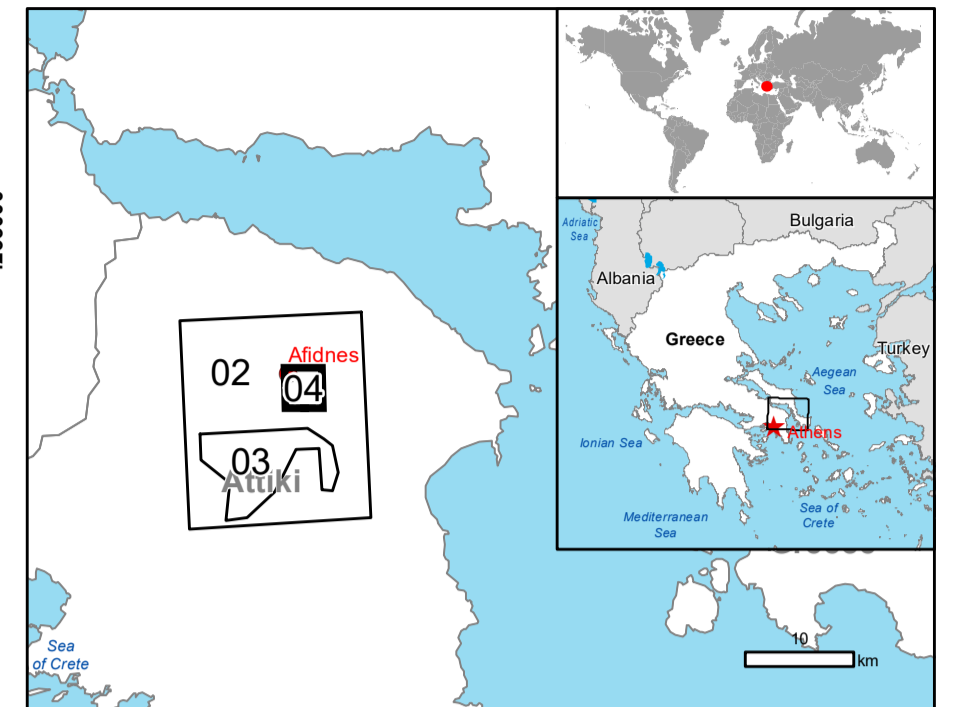 Adriatic
Sea
Bulgaria
Albania
Greece
Turkey
Aegean
Sea
Athens
Ionian Sea
Mediterranean
Sea
Sea of
Crete
Afidnes
02
04
03
Attiki
Sea
of Crete
10
km